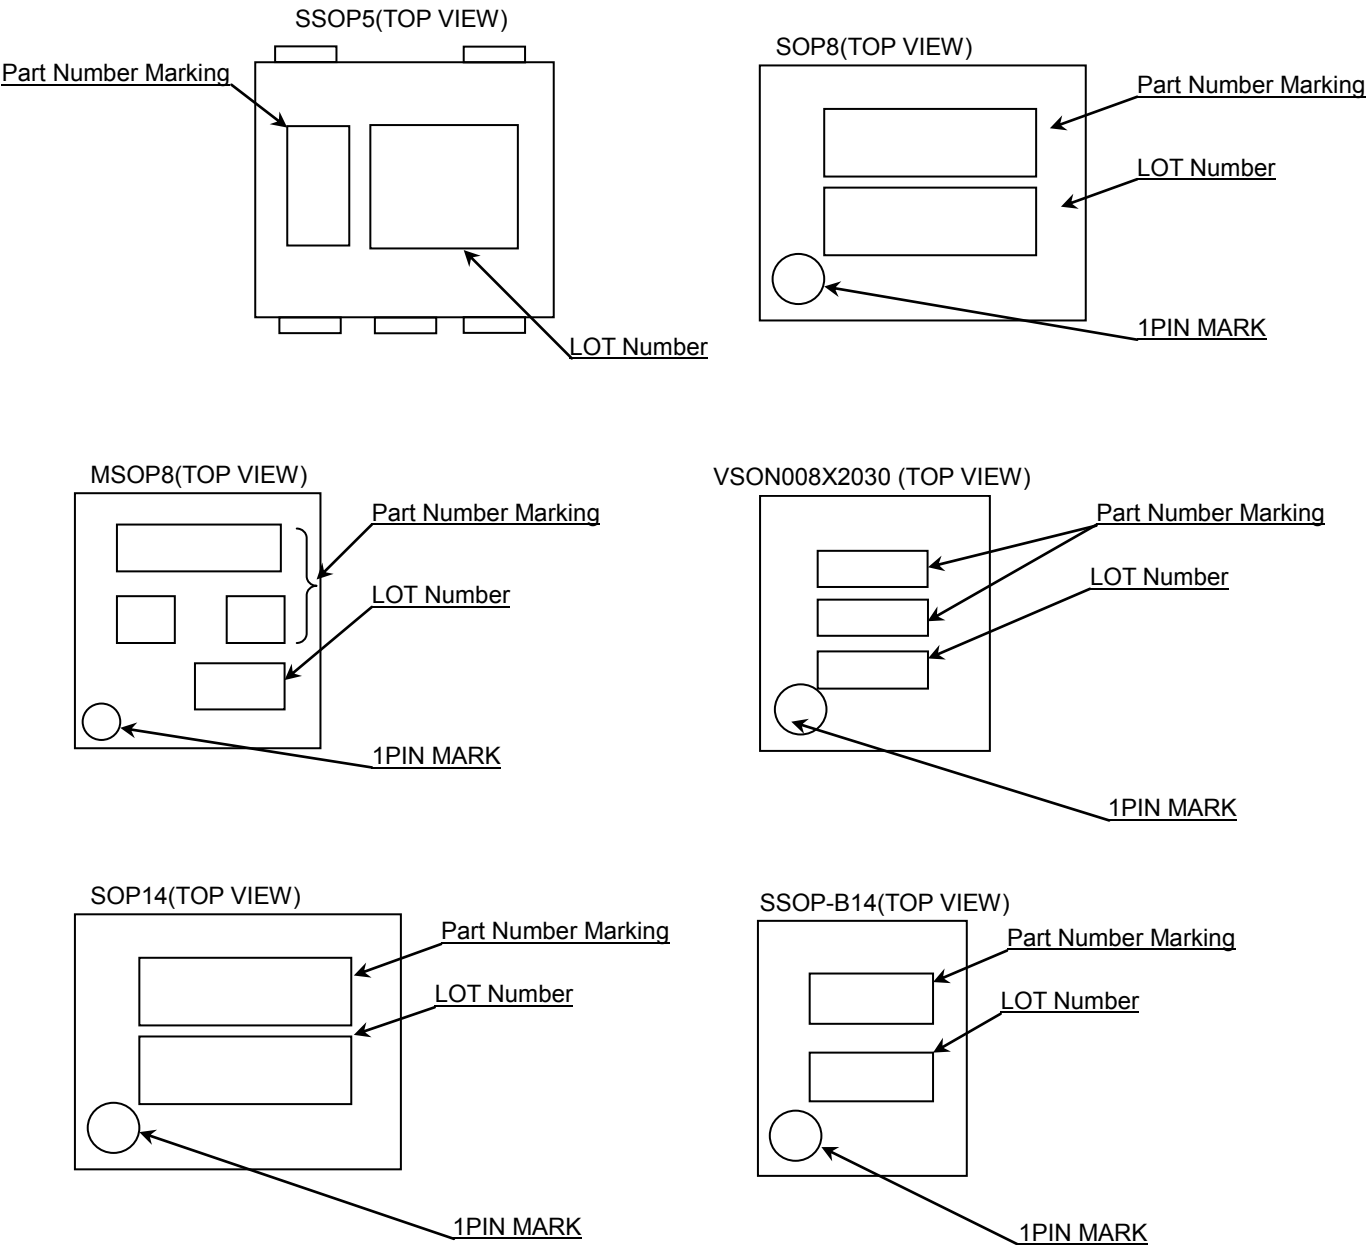 SSOP5(TOP VIEW)
Part Number Marking
LOT Number
SOP8(TOP VIEW)
Part Number Marking
LOT Number
1PIN MARK
MSOP8(TOP VIEW)
Part Number Marking
LOT Number
1PIN MARK
VSON008X2030 (TOP VIEW)
Part Number Marking
LOT Number
1PIN MARK
SOP14(TOP VIEW)
Part Number Marking
LOT Number
1PIN MARK
SSOP-B14(TOP VIEW)
Part Number Marking
LOT Number
1PIN MARK